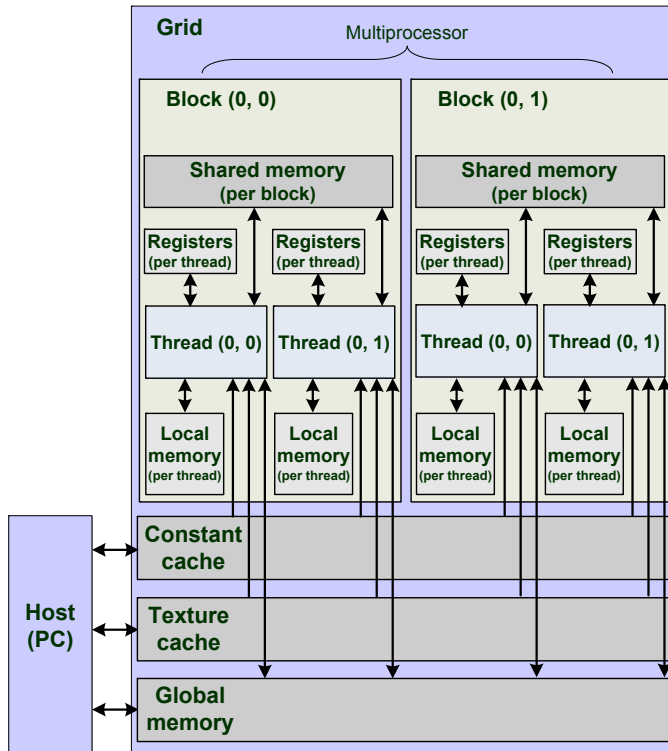 Grid
Multiprocessor
Block (0, 0)
Block (0, 1)
Shared memory
(per block)
Shared memory
(per block)
Registers
(per thread)
Registers
(per thread)
Registers
(per thread)
Registers
(per thread)
Thread (0, 0)
Thread (0, 1)
Thread (0, 0)
Thread (0, 1)
Local
memory
(per thread)
Local
memory
(per thread)
Local
memory
(per thread)
Local
memory
(per thread)
Host
(PC)
Constant
cache
Texture
cache
Global
memory